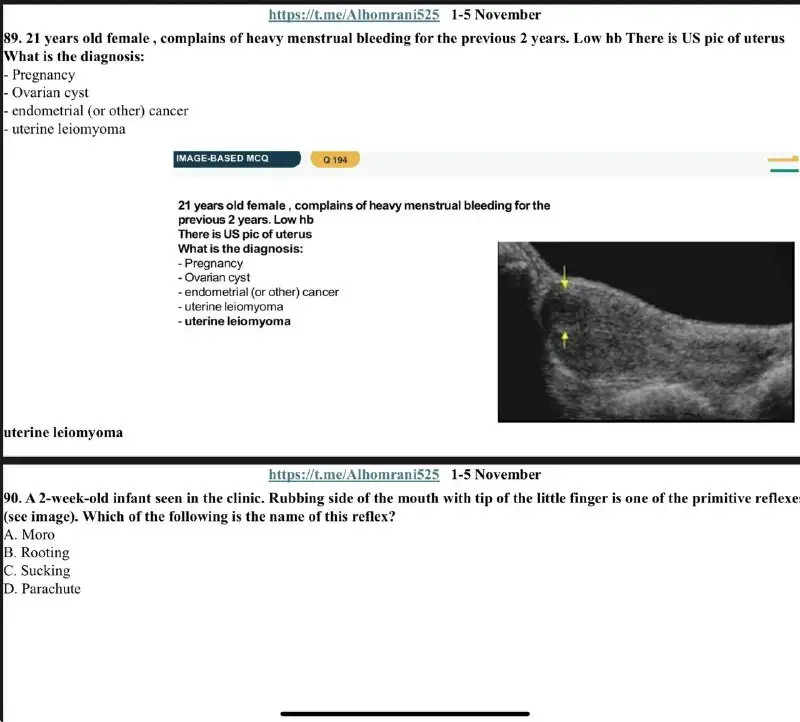 https://t.me/Alhomrani525 1-5 November
89. 21 years old female , complains of heavy menstrual bleeding for the previous 2 years. Low hb There is US pic of uterus
What is the diagnosis:
- Pregnancy
- Ovarian cyst
- endometrial (or other) cancer
- uterine leiomyoma
IMAGE-BASED MCQ Q 194
21 years old female , complains of heavy menstrual bleeding for the
previous 2 years. Low hb
There is US pic of uterus
What is the diagnosis:
- Pregnancy
- Ovarian cyst
- endometrial (or other) cancer
- uterine leiomyoma
- uterine leiomyoma
uterine leiomyoma
https://t.me/Alhomrani525 1-5 November
90. A 2-week-old infant seen in the clinic. Rubbing side of the mouth with tip of the little finger is one of the primitive reflexe
(see image). Which of the following is the name of this reflex?
A. Moro
B. Rooting
C. Sucking
D. Parachute